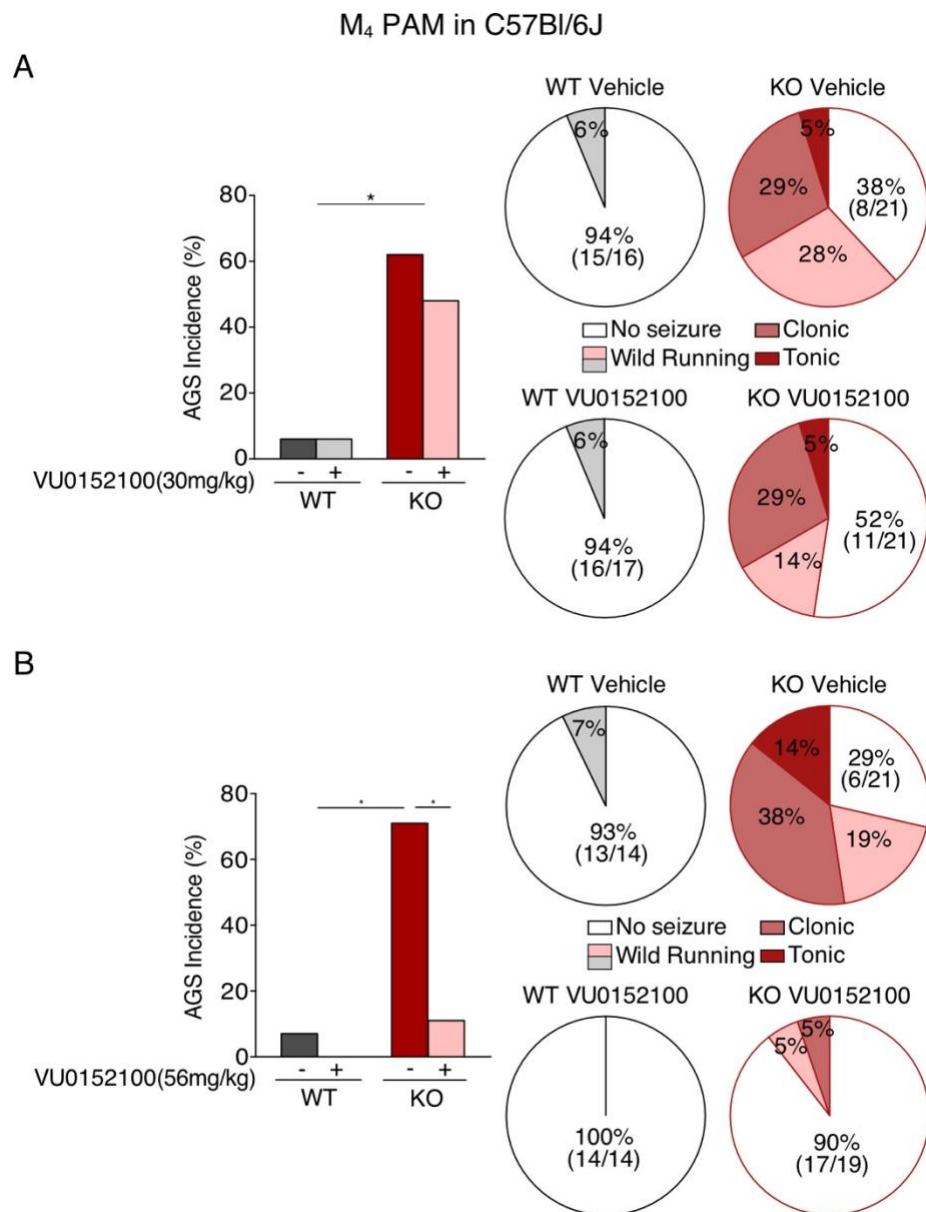 M₄ PAM in C57Bl/6J
A
AGS Incidence (%)
80
60
40
20
0
*
- + - +
VU0152100(30mg/kg)
WT KO
WT Vehicle
6%
94%
(15/16)
KO Vehicle
5%
29%
38%
(8/21)
28%
No seizure Clonic
Wild Running Tonic
WT VU0152100
6%
94%
(16/17)
KO VU0152100
5%
29%
52%
(11/21)
14%
B
AGS Incidence (%)
80
60
40
20
0
* *
- + - +
VU0152100(56mg/kg)
WT KO
WT Vehicle
7%
93%
(13/14)
KO Vehicle
14%
29%
(6/21)
38%
19%
No seizure Clonic
Wild Running Tonic
WT VU0152100
100%
(14/14)
KO VU0152100
5%
5%
90%
(17/19)